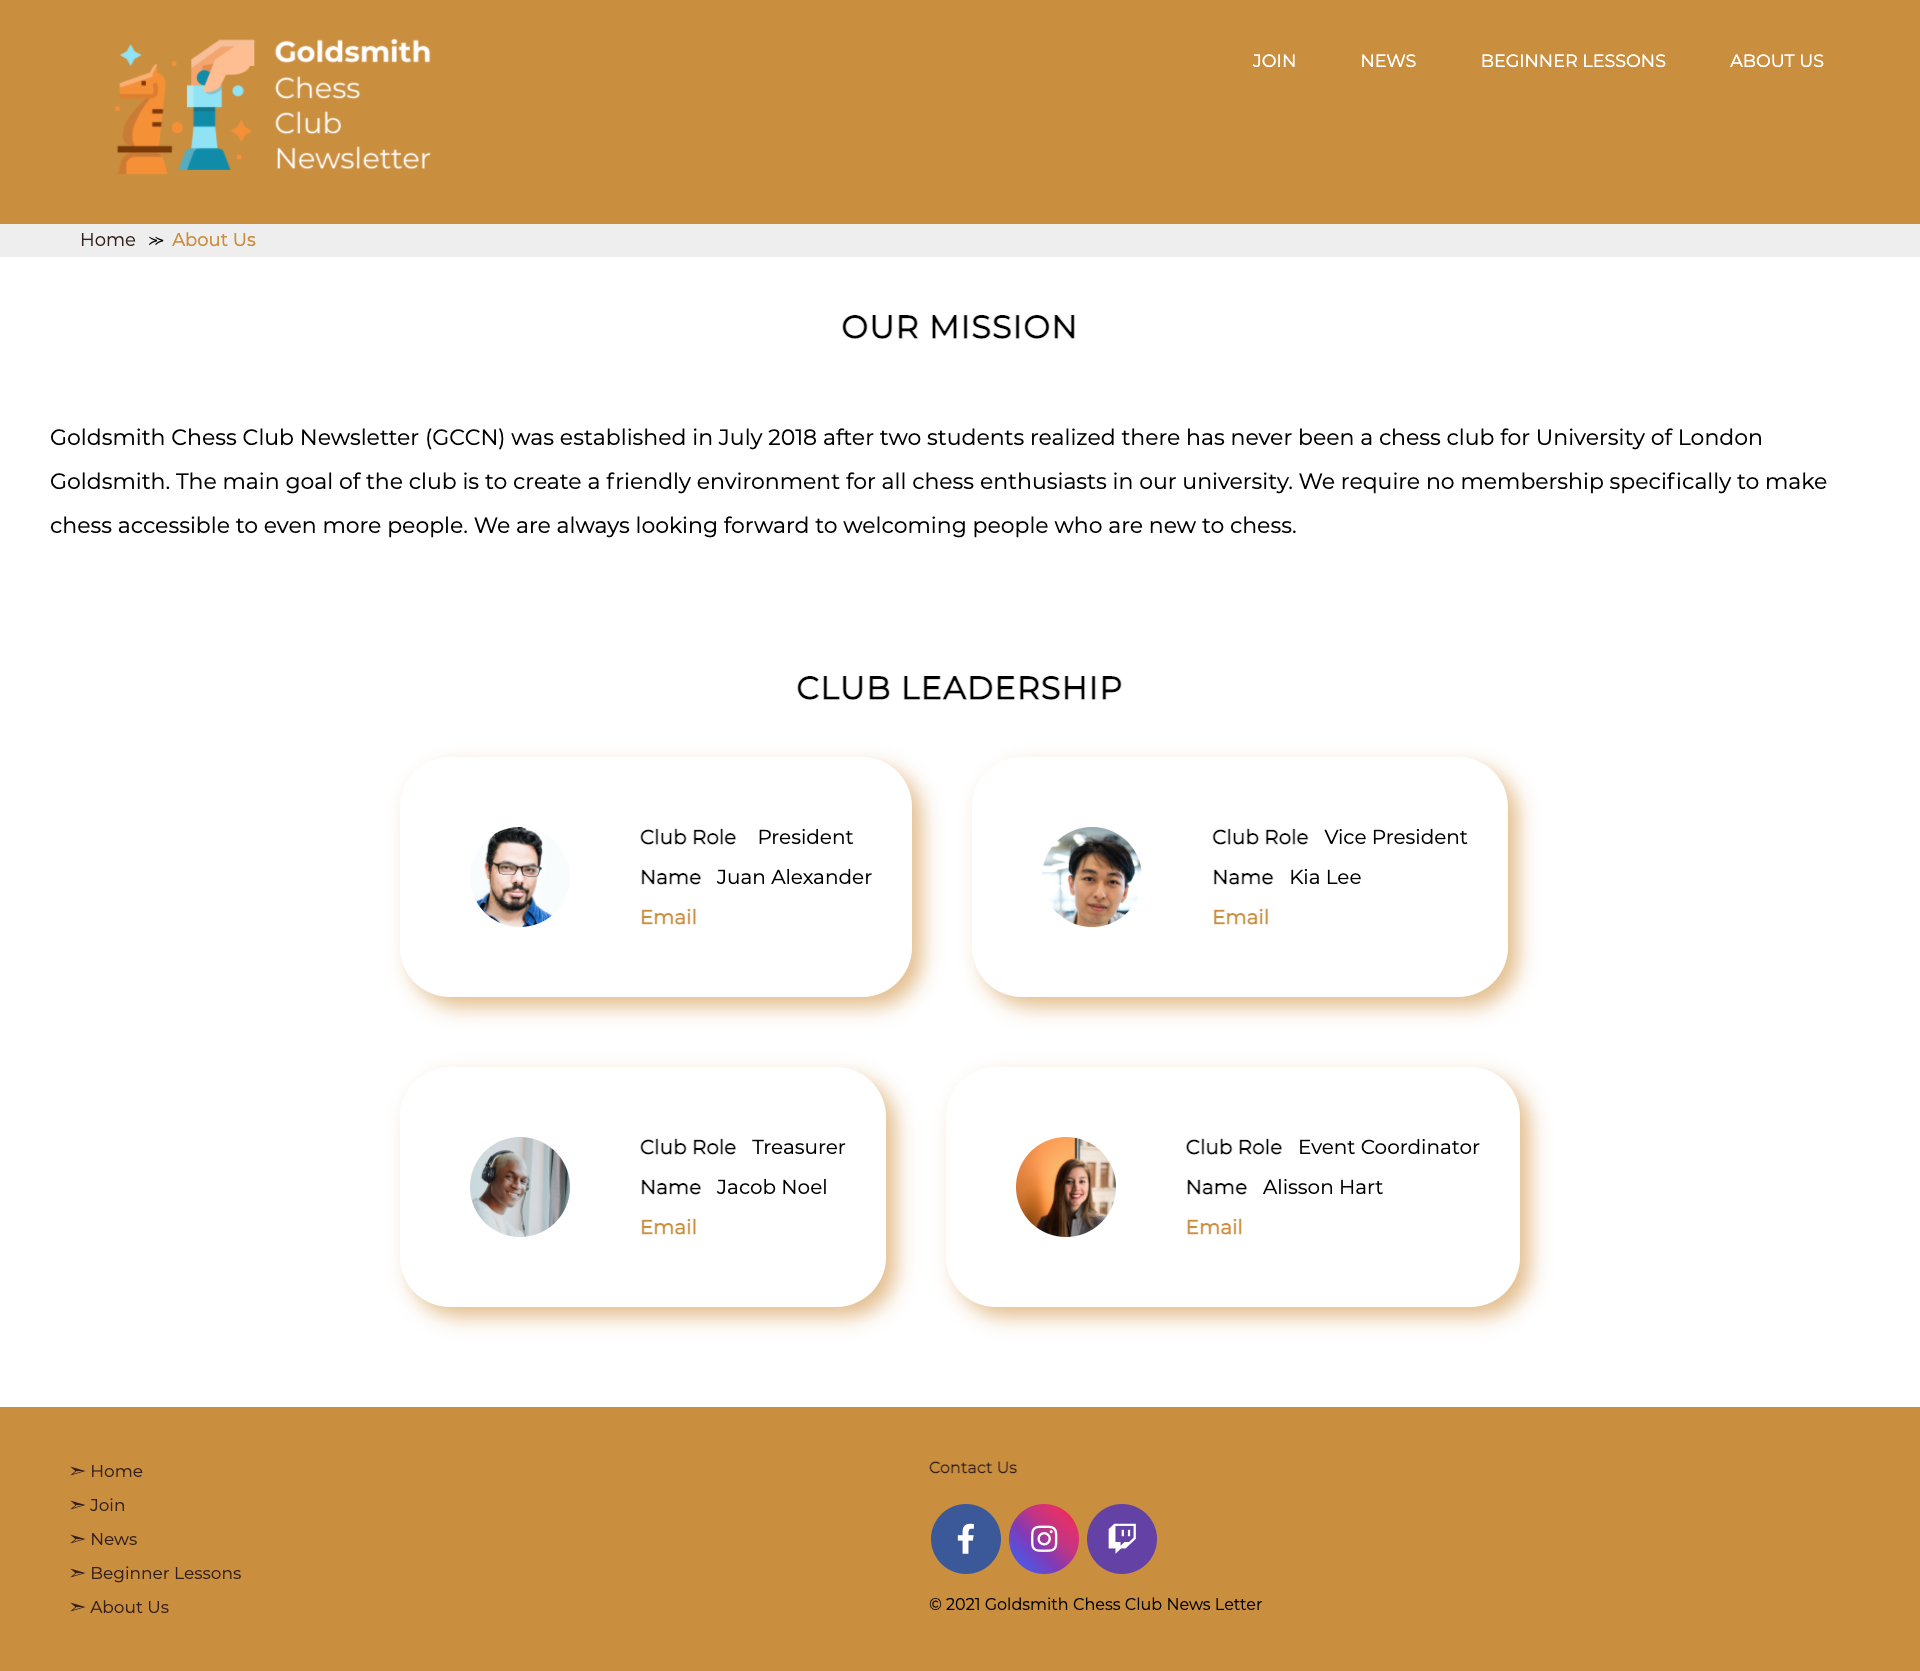 Goldsmith
Chess
Club
Newsletter
JOIN NEWS BEGINNER LESSONS ABOUT US
Home ≫ About Us
OUR MISSION
Goldsmith Chess Club Newsletter (GCCN) was established in July 2018 after two students realized there has never been a chess club for University of London
Goldsmith. The main goal of the club is to create a friendly environment for all chess enthusiasts in our university. We require no membership specifically to make
chess accessible to even more people. We are always looking forward to welcoming people who are new to chess.
CLUB LEADERSHIP
Club Role President
Name Juan Alexander
Email
Club Role Vice President
Name Kia Lee
Email
Club Role Treasurer
Name Jacob Noel
Email
Club Role Event Coordinator
Name Alisson Hart
Email
➣ Home
➣ Join
➣ News
➣ Beginner Lessons
➣ About Us
Contact Us
© 2021 Goldsmith Chess Club News Letter